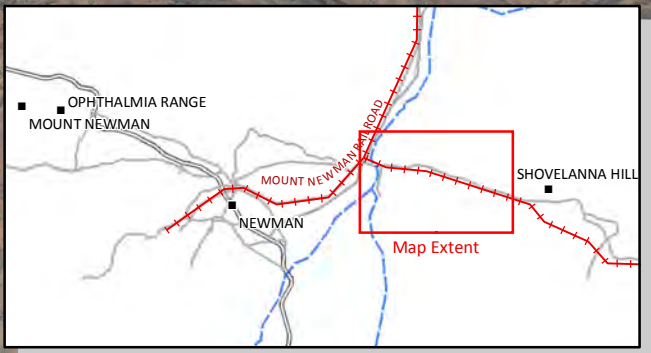 OPHTHALMIA RANGE
MOUNT NEWMAN
MOUNT NEWMAN RAILROAD
SHOVELANNA HILL
NEWMAN
Map Extent